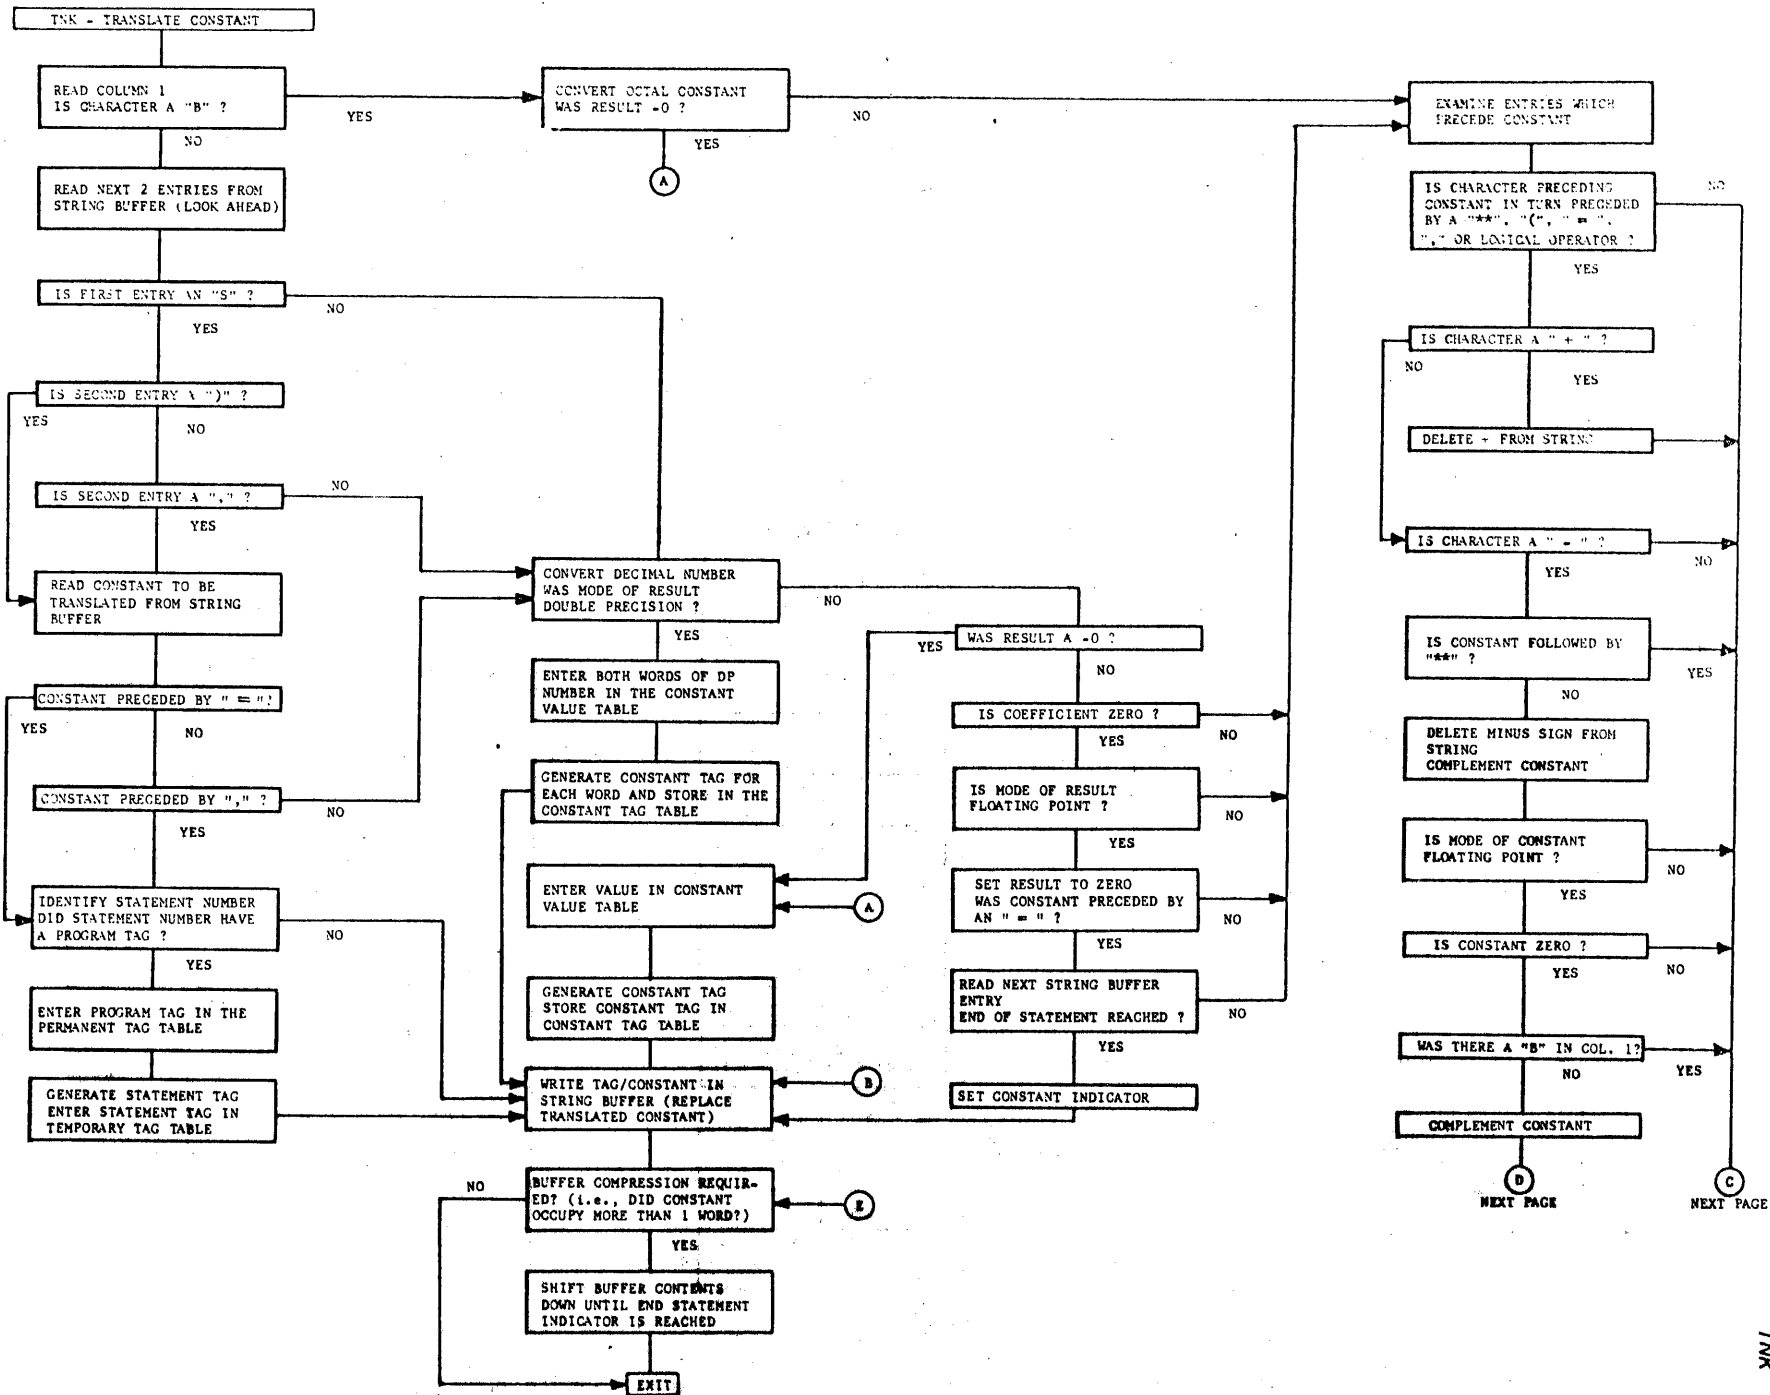 TNK - TRANSLATE CONSTANT
READ COLUMN 1
IS CHARACTER A "B" ?
YES
NO
READ NEXT 2 ENTRIES FROM
STRING BUFFER (LOOK AHEAD)
IS FIRST ENTRY AN "S" ?
NO
YES
IS SECOND ENTRY A ")" ?
YES
NO
IS SECOND ENTRY A "," ?
NO
YES
READ CONSTANT TO BE
TRANSLATED FROM STRING
BUFFER
CONSTANT PRECEDED BY " = "?
YES
NO
CONSTANT PRECEDED BY "," ?
NO
YES
IDENTIFY STATEMENT NUMBER
DID STATEMENT NUMBER HAVE
A PROGRAM TAG ?
NO
YES
ENTER PROGRAM TAG IN THE
PERMANENT TAG TABLE
GENERATE STATEMENT TAG
ENTER STATEMENT TAG IN
TEMPORARY TAG TABLE
CONVERT OCTAL CONSTANT
WAS RESULT -0 ?
NO
YES
A
CONVERT DECIMAL NUMBER
WAS MODE OF RESULT
DOUBLE PRECISION ?
NO
YES
ENTER BOTH WORDS OF DP
NUMBER IN THE CONSTANT
VALUE TABLE
GENERATE CONSTANT TAG FOR
EACH WORD AND STORE IN THE
CONSTANT TAG TABLE
ENTER VALUE IN CONSTANT
VALUE TABLE
A
GENERATE CONSTANT TAG
STORE CONSTANT TAG IN
CONSTANT TAG TABLE
WRITE TAG/CONSTANT IN
STRING BUFFER (REPLACE
TRANSLATED CONSTANT)
B
BUFFER COMPRESSION REQUIR-
ED? (i.e., DID CONSTANT
OCCUPY MORE THAN 1 WORD?)
NO
E
YES
SHIFT BUFFER CONTENTS
DOWN UNTIL END STATEMENT
INDICATOR IS REACHED
EXIT
WAS RESULT A -0 ?
YES
NO
IS COEFFICIENT ZERO ?
YES
NO
IS MODE OF RESULT
FLOATING POINT ?
NO
YES
SET RESULT TO ZERO
WAS CONSTANT PRECEDED BY
AN " = " ?
NO
YES
READ NEXT STRING BUFFER
ENTRY
END OF STATEMENT REACHED ?
NO
YES
SET CONSTANT INDICATOR
EXAMINE ENTRIES WHICH
PRECEDE CONSTANT
IS CHARACTER PRECEDING
CONSTANT IN TURN PRECEDED
BY A "**", "(", " = ",
"," OR LOGICAL OPERATOR ?
NO
YES
IS CHARACTER A " + " ?
NO
YES
DELETE + FROM STRING
IS CHARACTER A " - " ?
NO
YES
IS CONSTANT FOLLOWED BY
"**" ?
YES
NO
DELETE MINUS SIGN FROM
STRING
COMPLEMENT CONSTANT
IS MODE OF CONSTANT
FLOATING POINT ?
NO
YES
IS CONSTANT ZERO ?
YES
NO
WAS THERE A "B" IN COL. 1?
NO
YES
COMPLEMENT CONSTANT
D
NEXT PAGE
C
NEXT PAGE
TNK